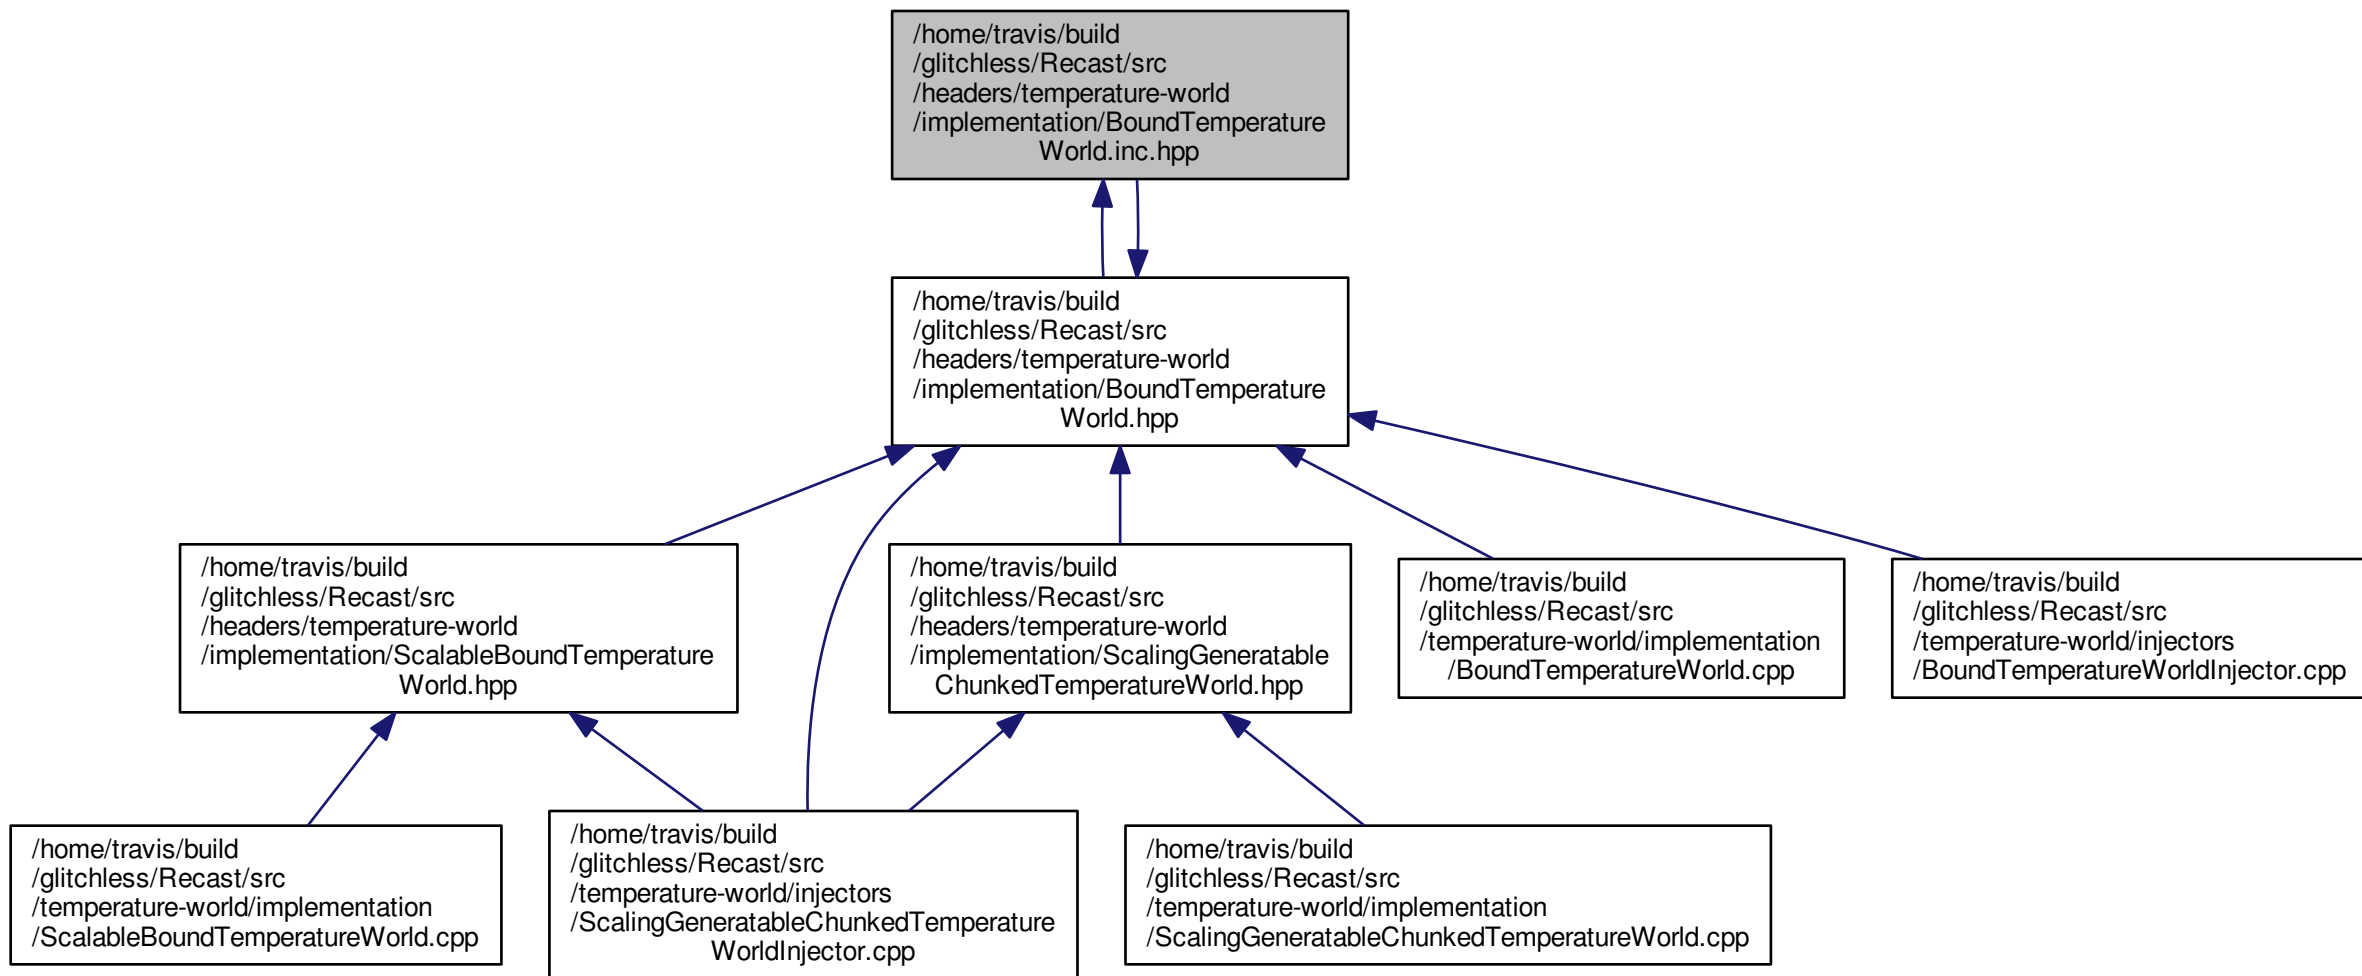 /home/travis/build
/glitchless/Recast/src
/headers/temperature-world
/implementation/BoundTemperature
World.inc.hpp
/home/travis/build
/glitchless/Recast/src
/headers/temperature-world
/implementation/BoundTemperature
World.hpp
/home/travis/build
/glitchless/Recast/src
/headers/temperature-world
/implementation/ScalableBoundTemperature
World.hpp
/home/travis/build
/glitchless/Recast/src
/headers/temperature-world
/implementation/ScalingGeneratable
ChunkedTemperatureWorld.hpp
/home/travis/build
/glitchless/Recast/src
/temperature-world/implementation
/BoundTemperatureWorld.cpp
/home/travis/build
/glitchless/Recast/src
/temperature-world/injectors
/BoundTemperatureWorldInjector.cpp
/home/travis/build
/glitchless/Recast/src
/temperature-world/implementation
/ScalableBoundTemperatureWorld.cpp
/home/travis/build
/glitchless/Recast/src
/temperature-world/injectors
/ScalingGeneratableChunkedTemperature
WorldInjector.cpp
/home/travis/build
/glitchless/Recast/src
/temperature-world/implementation
/ScalingGeneratableChunkedTemperatureWorld.cpp